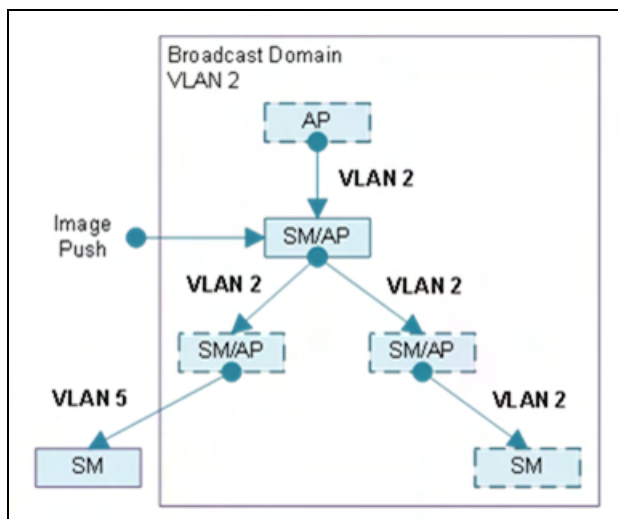 Broadcast Domain
VLAN 2
AP
VLAN 2
Image
Push
SM/AP
VLAN 2
VLAN 2
SM/AP
SM/AP
VLAN 5
VLAN 2
SM
SM